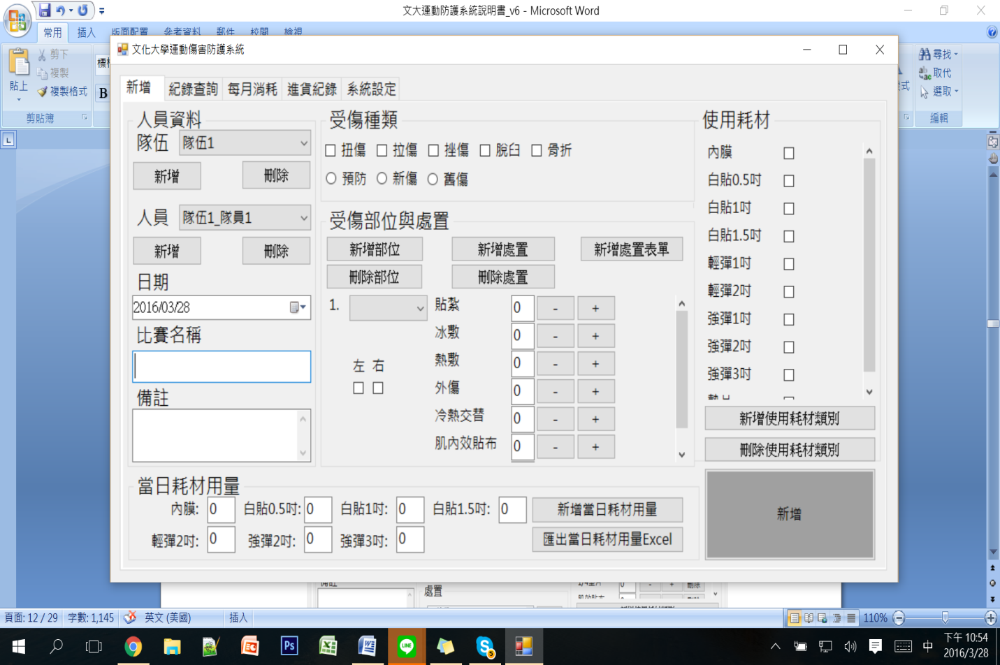 文大運動防護系統說明書_v6 - Microsoft Word
常用 插入 版面配置 參考資料 郵件 校閱 檢視
貼上 剪下
複製
複製格式
剪貼簿
B
尋找
取代
選取
編輯
文化大學運動傷害防護系統
新增 紀錄查詢 每月消耗 進貨紀錄 系統設定
人員資料
隊伍 隊伍1
新增 刪除
人員 隊伍1_隊員1
新增 刪除
日期
2016/03/28
比賽名稱
備註
受傷種類
扭傷 拉傷 挫傷 脫臼 骨折
預防 新傷 舊傷
受傷部位與處置
新增部位 新增處置 新增處置表單
刪除部位 刪除處置
1.
左 右
貼紮 0 - +
冰敷 0 - +
熱敷 0 - +
外傷 0 - +
冷熱交替 0 - +
肌內效貼布 0 - +
使用耗材
內膜
白貼0.5吋
白貼1吋
白貼1.5吋
輕彈1吋
輕彈2吋
強彈1吋
強彈2吋
強彈3吋
新增使用耗材類別
刪除使用耗材類別
新增
當日耗材用量
內膜: 0 白貼0.5吋: 0 白貼1吋: 0 白貼1.5吋: 0 新增當日耗材用量
輕彈2吋: 0 強彈2吋: 0 強彈3吋: 0 匯出當日耗材用量Excel
處置
頁面: 12 / 29 字數: 1,145 英文 (美國) 插入 110%
中 下午 10:54
2016/3/28